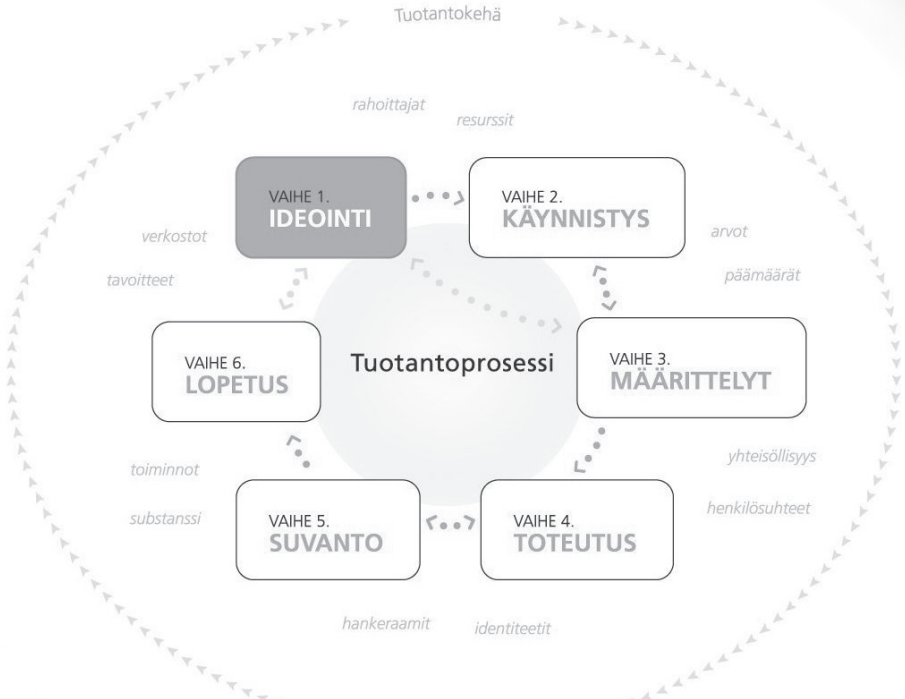 Tuotantokehä
rahoittajat
resurssit
VAIHE 1.
IDEOINTI
VAIHE 2.
KÄYNNISTYS
verkostot
arvot
tavoitteet
päämäärät
Tuotantoprosessi
VAIHE 6.
LOPETUS
VAIHE 3.
MÄÄRITTELYT
toiminnot
yhteisöllisyys
substanssi
henkilösuhteet
VAIHE 5.
SUVANTO
VAIHE 4.
TOTEUTUS
hankeraamit
identiteetit